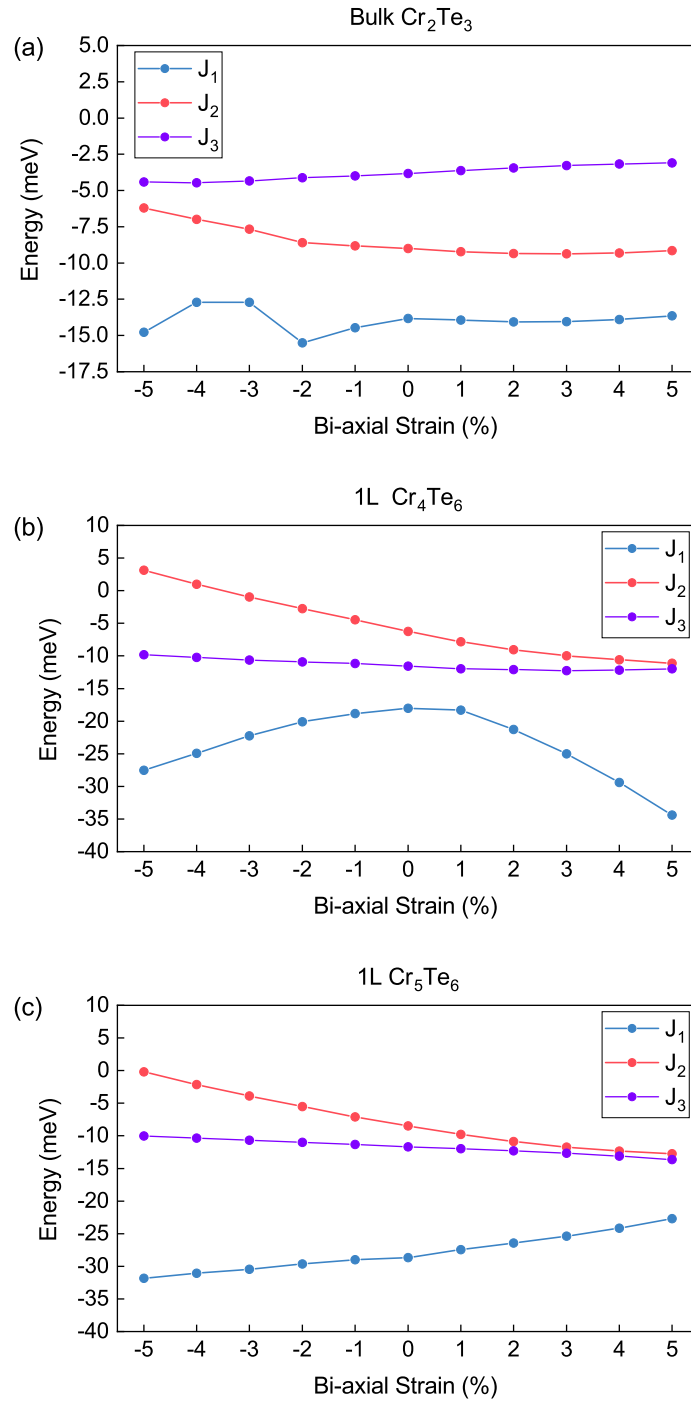 Bulk Cr₂Te₃
(a)
J₁
J₂
J₃
5.0
2.5
0.0
-2.5
-5.0
-7.5
-10.0
-12.5
-15.0
-17.5
Energy (meV)
-5 -4 -3 -2 -1 0 1 2 3 4 5
Bi-axial Strain (%)
1L Cr₄Te₆
(b)
J₁
J₂
J₃
10
5
0
-5
-10
-15
-20
-25
-30
-35
-40
Energy (meV)
-5 -4 -3 -2 -1 0 1 2 3 4 5
Bi-axial Strain (%)
1L Cr₅Te₆
(c)
J₁
J₂
J₃
10
5
0
-5
-10
-15
-20
-25
-30
-35
-40
Energy (meV)
-5 -4 -3 -2 -1 0 1 2 3 4 5
Bi-axial Strain (%)